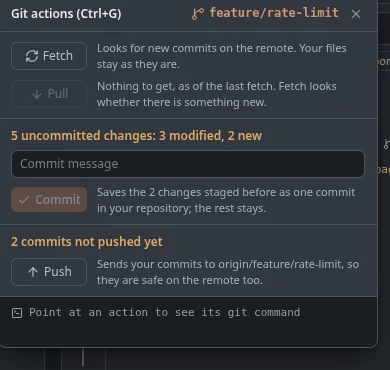 Git actions (Ctrl+G) feature/rate-limit
Fetch
Looks for new commits on the remote. Your files
stay as they are.
Pull
Nothing to get, as of the last fetch. Fetch looks
whether there is something new.
5 uncommitted changes: 3 modified, 2 new
Commit message
Commit
Saves the 2 changes staged before as one commit
in your repository; the rest stays.
2 commits not pushed yet
Push
Sends your commits to origin/feature/rate-limit, so
they are safe on the remote too.
Point at an action to see its git command